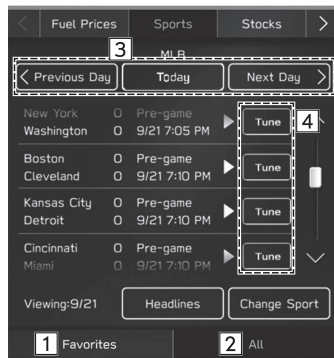 Fuel Prices Sports Stocks
3
MLB
Previous Day Today Next Day
New York 0 Pre-game
Washington 0 9/21 7:05 PM Tune 4
Boston 0 Pre-game
Cleveland 0 9/21 7:10 PM Tune
Kansas City 0 Pre-game
Detroit 0 9/21 7:10 PM Tune
Cincinnati 0 Pre-game
Miami 0 9/21 7:10 PM Tune
Viewing:9/21 Headlines Change Sport
1 Favorites 2 All